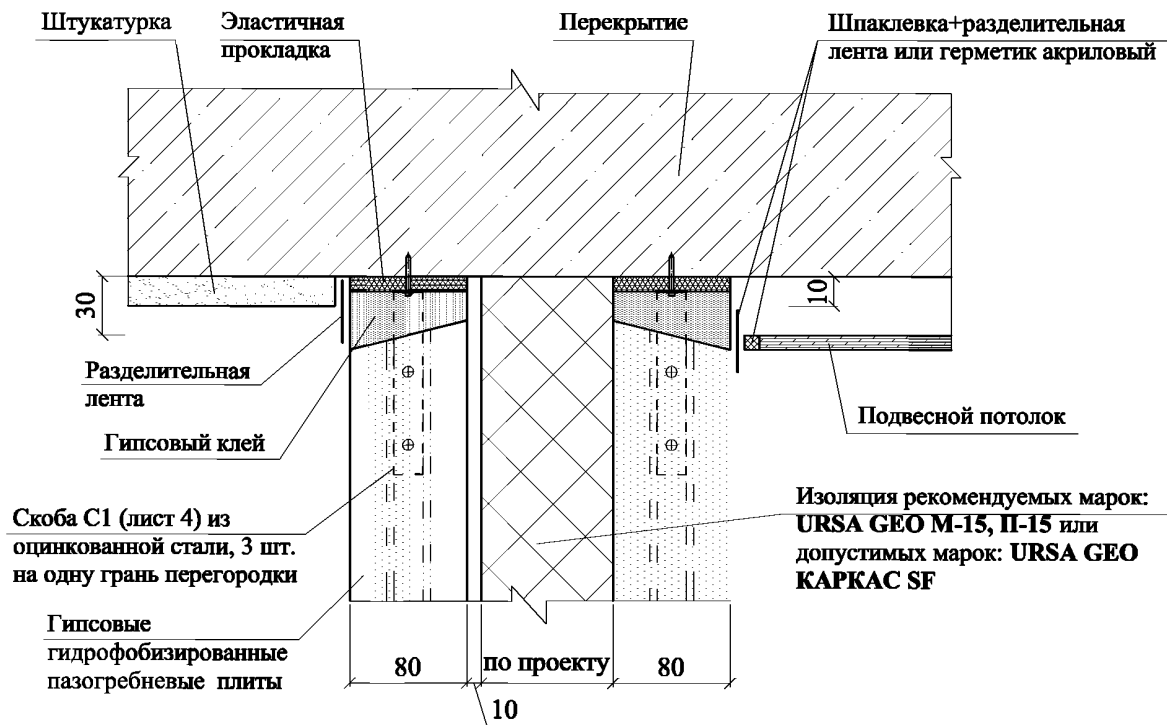 Штукатурка
Эластичная
прокладка
Перекрытие
Шпаклевка+разделительная
лента или герметик акриловый
30
10
Разделительная
лента
Гипсовый клей
Подвесной потолок
Скоба С1 (лист 4) из
оцинкованной стали, 3 шт.
на одну грань перегородки
Изоляция рекомендуемых марок:
URSA GEO М-15, П-15 или
допустимых марок: URSA GEO
КАРКАС SF
Гипсовые
гидрофобизированные
пазогребневые плиты
80
по проекту
80
10